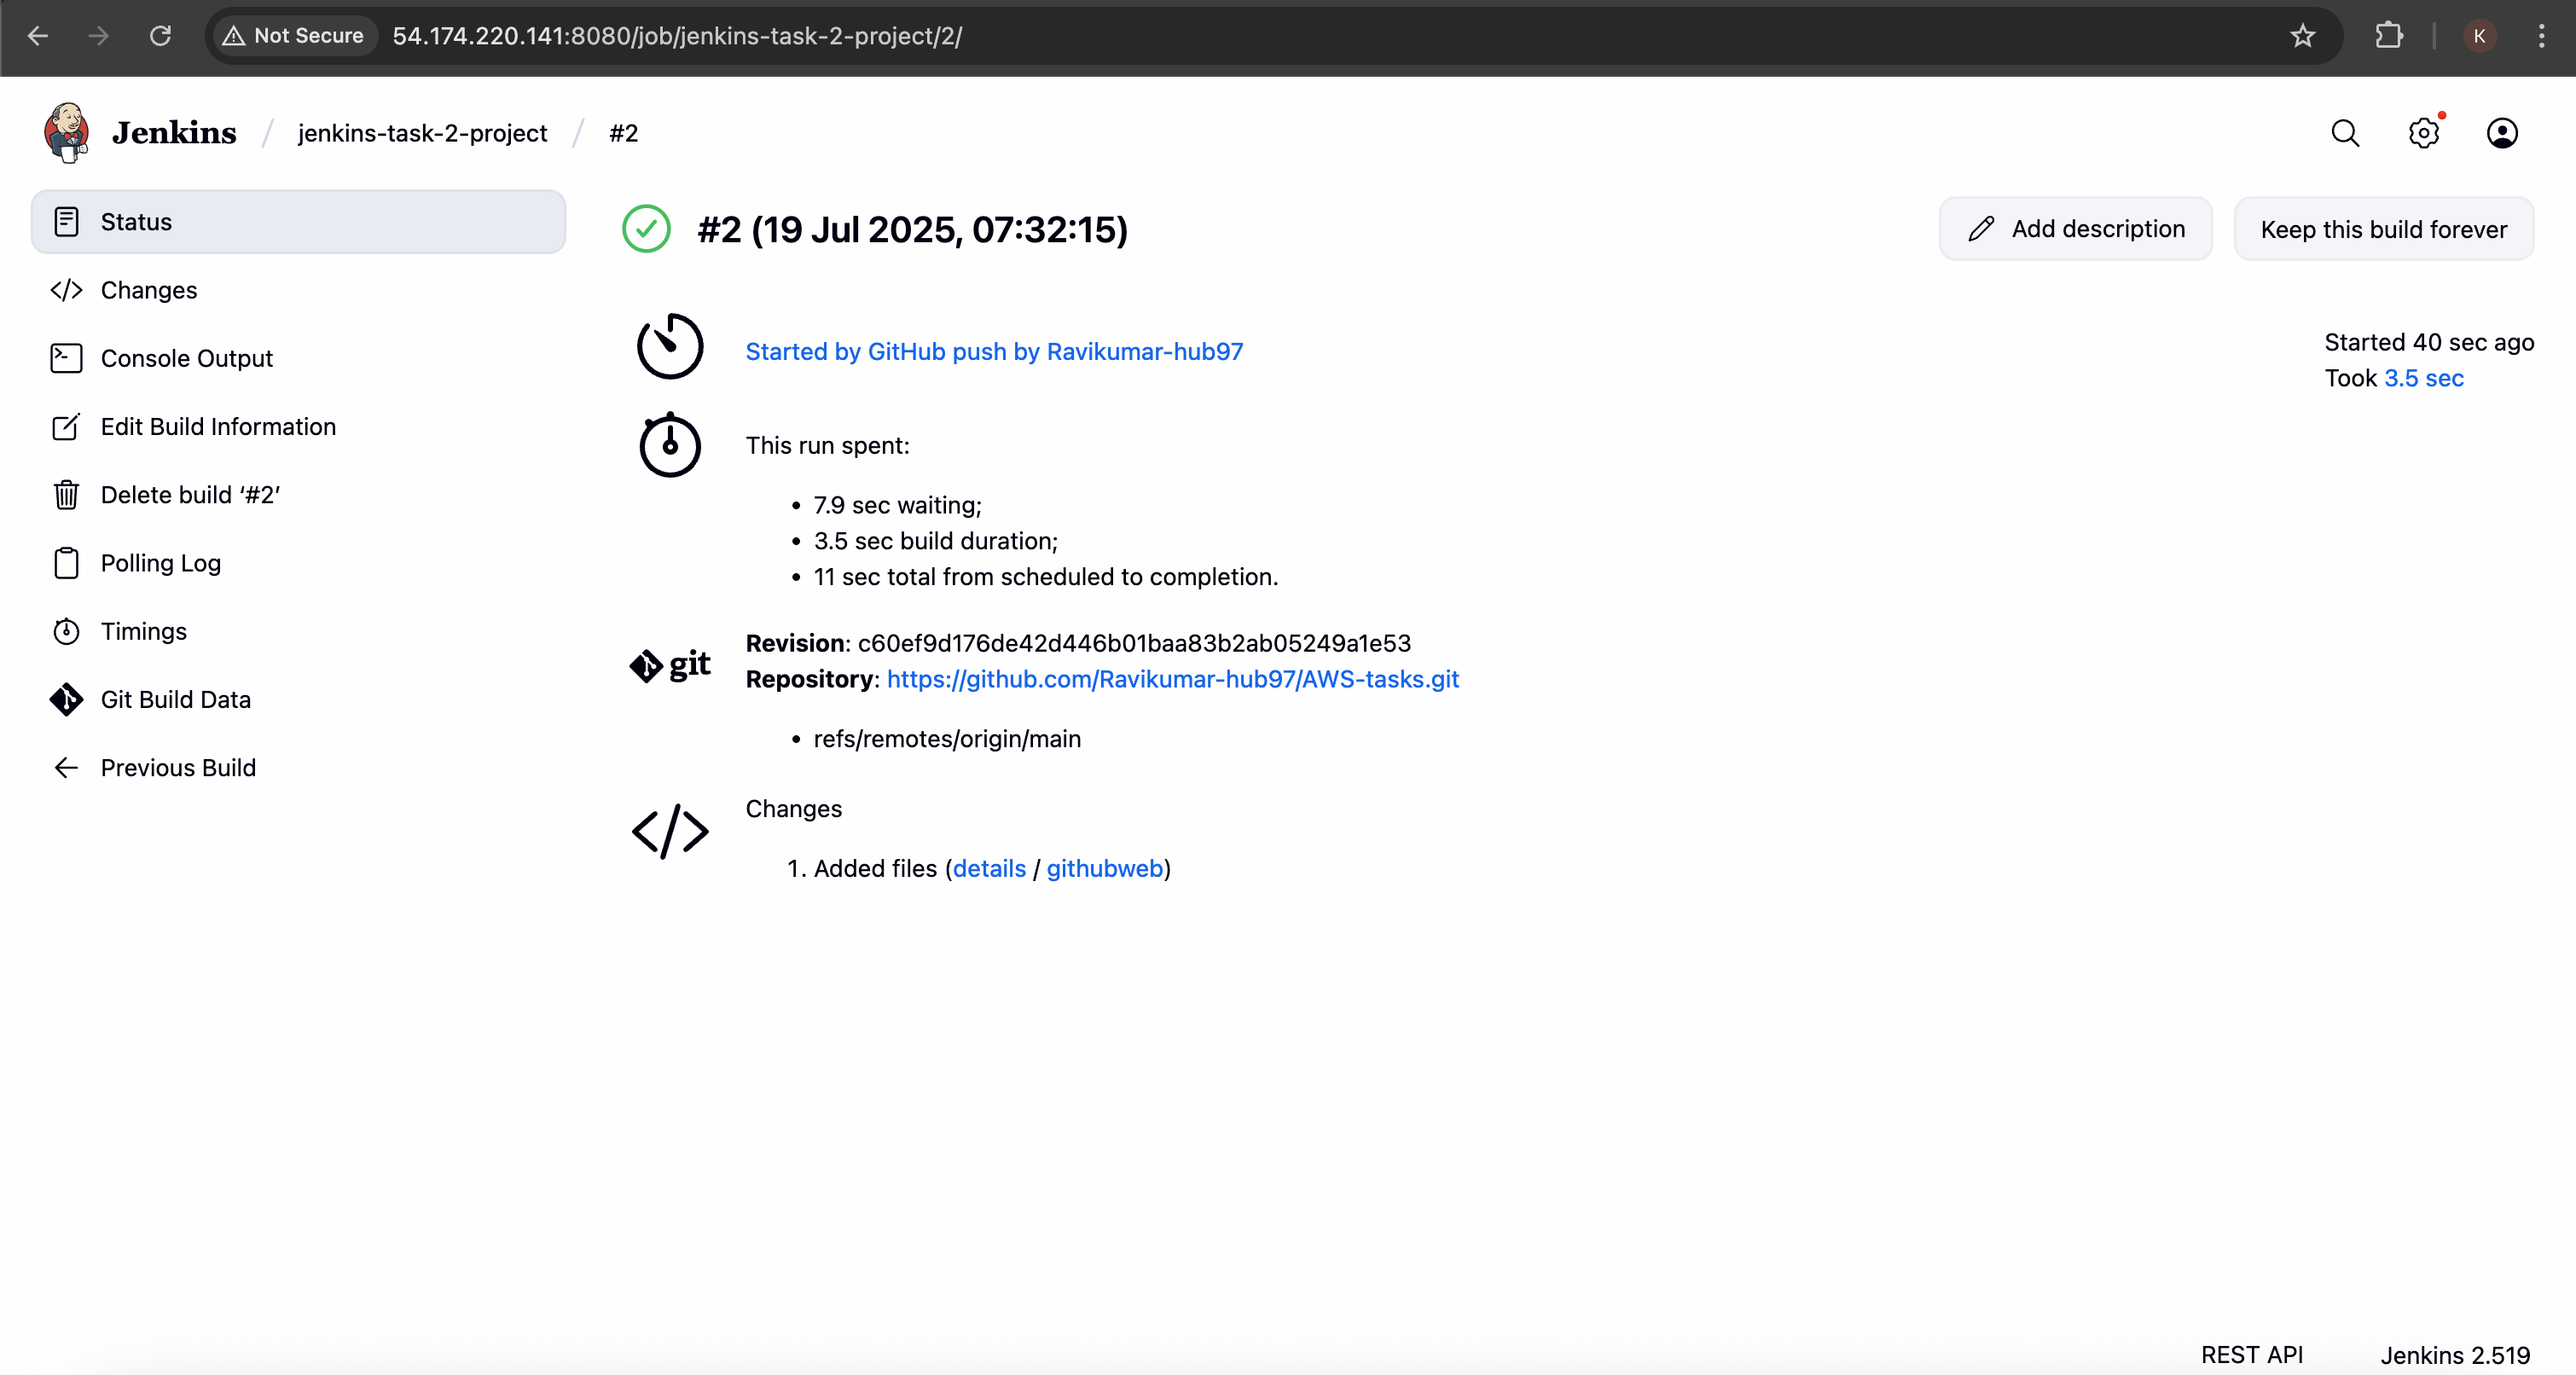 Not Secure 54.174.220.141:8080/job/jenkins-task-2-project/2/ K
Jenkins / jenkins-task-2-project / #2
Status
Changes
Console Output
Edit Build Information
Delete build ‘#2’
Polling Log
Timings
Git Build Data
Previous Build
#2 (19 Jul 2025, 07:32:15)
Add description
Keep this build forever
Started by GitHub push by Ravikumar-hub97
Started 40 sec ago
Took 3.5 sec
This run spent:
• 7.9 sec waiting;
• 3.5 sec build duration;
• 11 sec total from scheduled to completion.
git
Revision: c60ef9d176de42d446b01baa83b2ab05249a1e53
Repository: https://github.com/Ravikumar-hub97/AWS-tasks.git
• refs/remotes/origin/main
Changes
1. Added files (details / githubweb)
REST API Jenkins 2.519